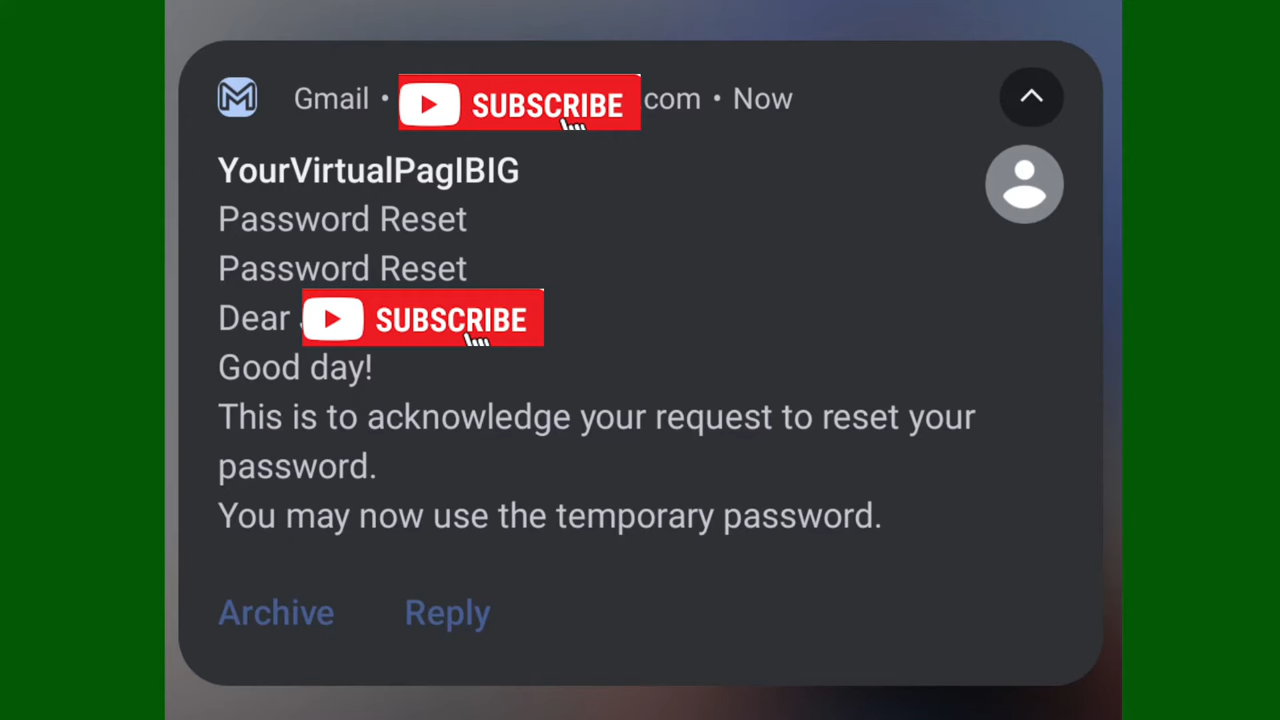 Gmail • SUBSCRIBE .com • Now
YourVirtualPagIBIG
Password Reset
Password Reset
Dear SUBSCRIBE
Good day!
This is to acknowledge your request to reset your
password.
You may now use the temporary password.
Archive Reply